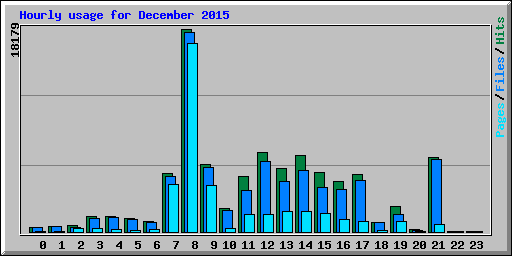 Hourly usage for December 2015
18179
Pages/Files/Hits
0 1 2 3 4 5 6 7 8 9 10 11 12 13 14 15 16 17 18 19 20 21 22 23